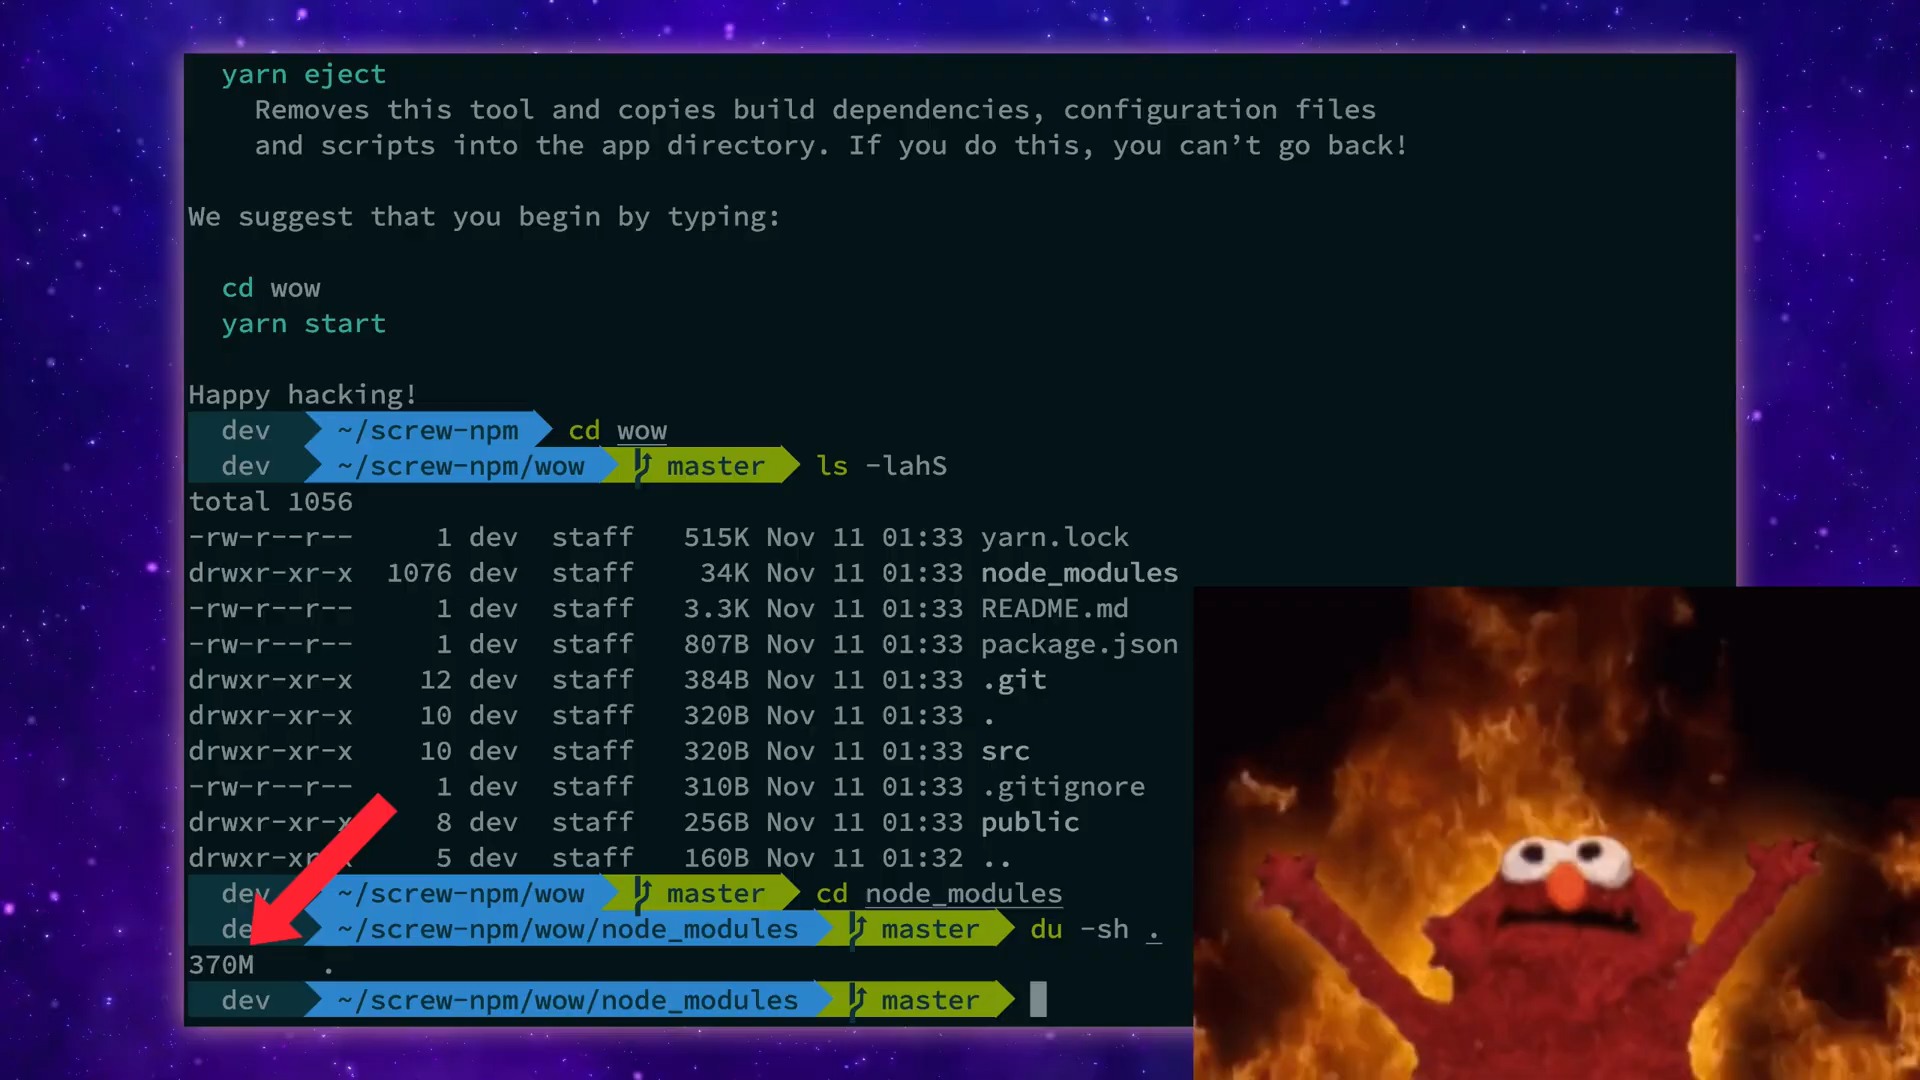 yarn eject
Removes this tool and copies build dependencies, configuration files
and scripts into the app directory. If you do this, you can’t go back!
We suggest that you begin by typing:
cd wow
yarn start
Happy hacking!
dev ~/screw-npm cd wow
dev ~/screw-npm/wow master ls -lahS
total 1056
-rw-r--r-- 1 dev staff 515K Nov 11 01:33 yarn.lock
drwxr-xr-x 1076 dev staff 34K Nov 11 01:33 node_modules
-rw-r--r-- 1 dev staff 3.3K Nov 11 01:33 README.md
-rw-r--r-- 1 dev staff 807B Nov 11 01:33 package.json
drwxr-xr-x 12 dev staff 384B Nov 11 01:33 .git
drwxr-xr-x 10 dev staff 320B Nov 11 01:33 .
drwxr-xr-x 10 dev staff 320B Nov 11 01:33 src
-rw-r--r-- 1 dev staff 310B Nov 11 01:33 .gitignore
drwxr-xr-x 8 dev staff 256B Nov 11 01:33 public
drwxr-xr-x 5 dev staff 160B Nov 11 01:32 ..
dev ~/screw-npm/wow master cd node_modules
dev ~/screw-npm/wow/node_modules master du -sh .
370M .
dev ~/screw-npm/wow/node_modules master